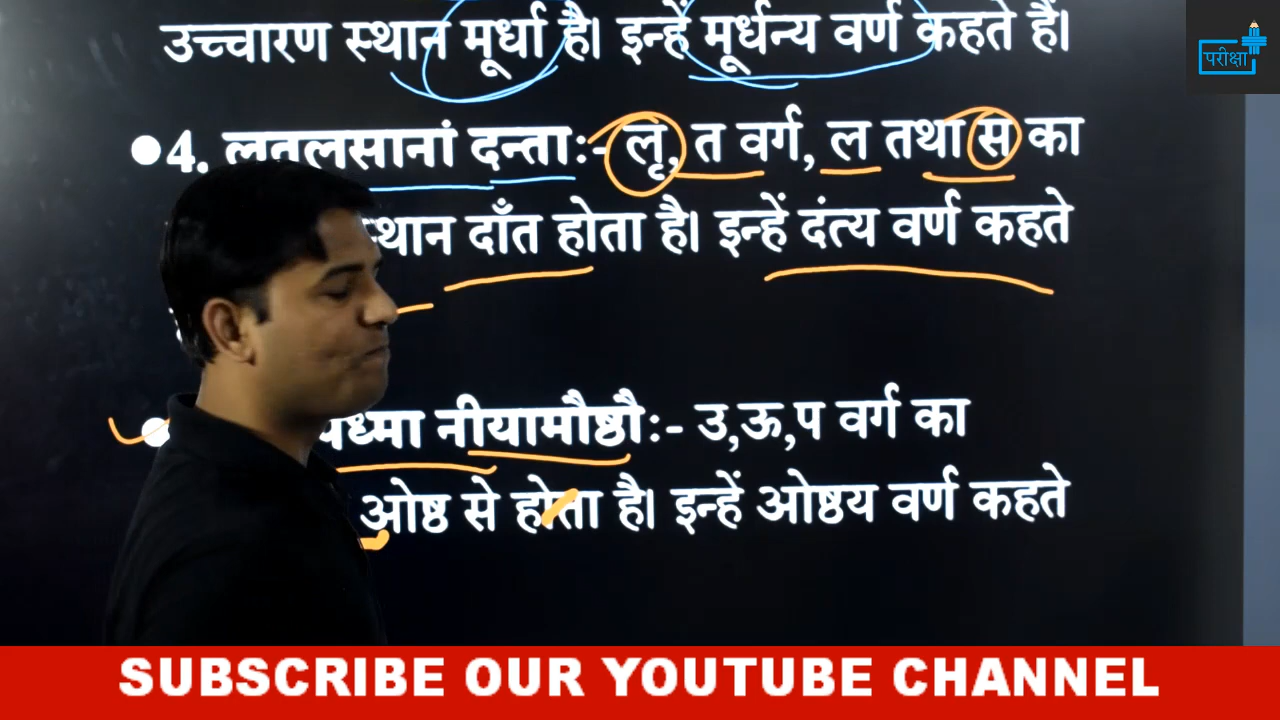 उच्चारण स्थान मूर्धा है। इन्हें मूर्धन्य वर्ण कहते हैं।
परीक्षा
●4. लृतुलसानां दन्ता:- लृ, त वर्ग, ल तथा स का
स्थान दाँत होता है। इन्हें दंत्य वर्ण कहते
नीयामौष्ठौ:- उ,ऊ,प वर्ग का
ओष्ठ से होता है। इन्हें ओष्ठय वर्ण कहते
SUBSCRIBE OUR YOUTUBE CHANNEL